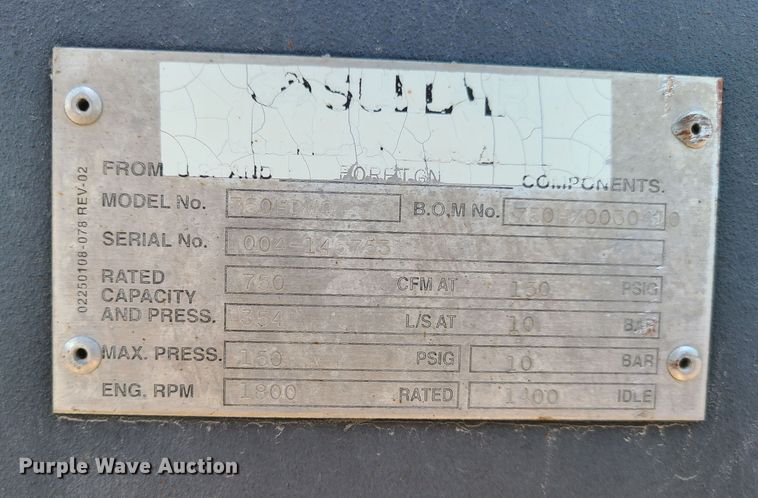 02250108-078 REV-02
FROM U.S. AND FOREIGN COMPONENTS.
MODEL No. B.O.M No.
SERIAL No.
RATED CAPACITY AND PRESS.
750 CFM AT 150 PSIG
354 L/S AT 10 BAR
MAX. PRESS. 150 PSIG 10 BAR
ENG. RPM 1800 RATED 1400 IDLE
Purple Wave Auction